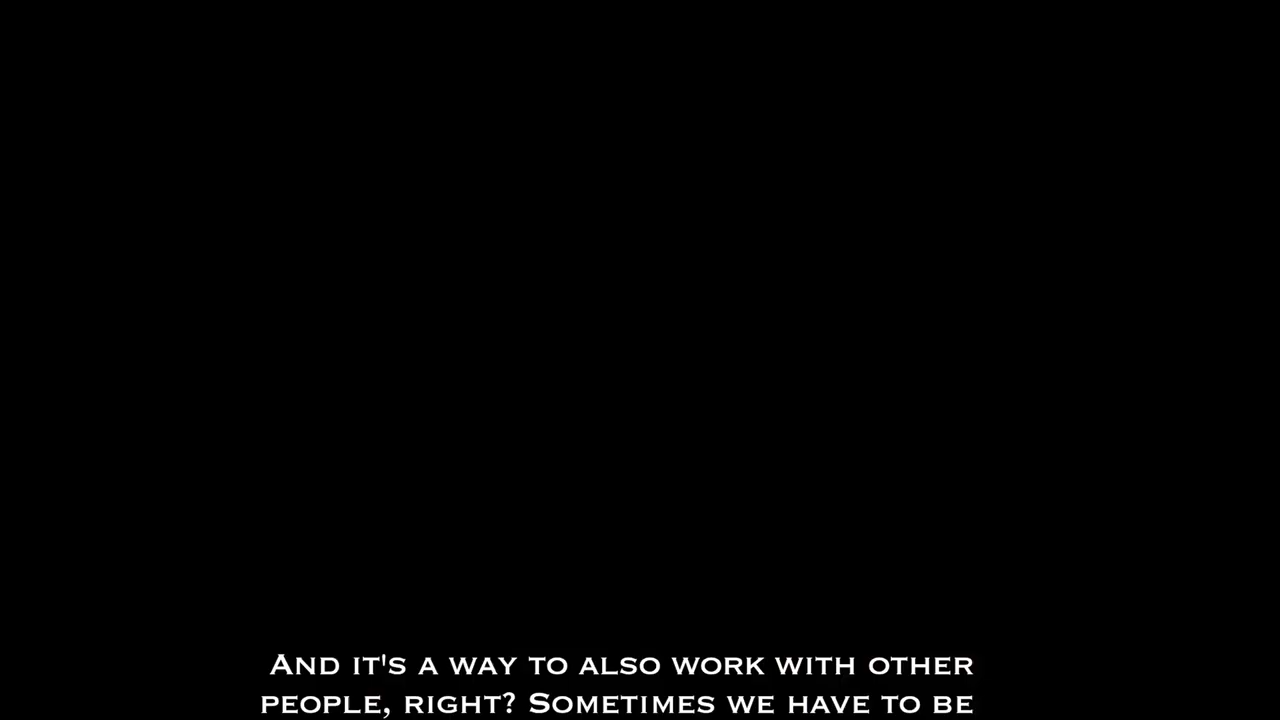 And it's a way to also work with other
people, right? Sometimes we have to be